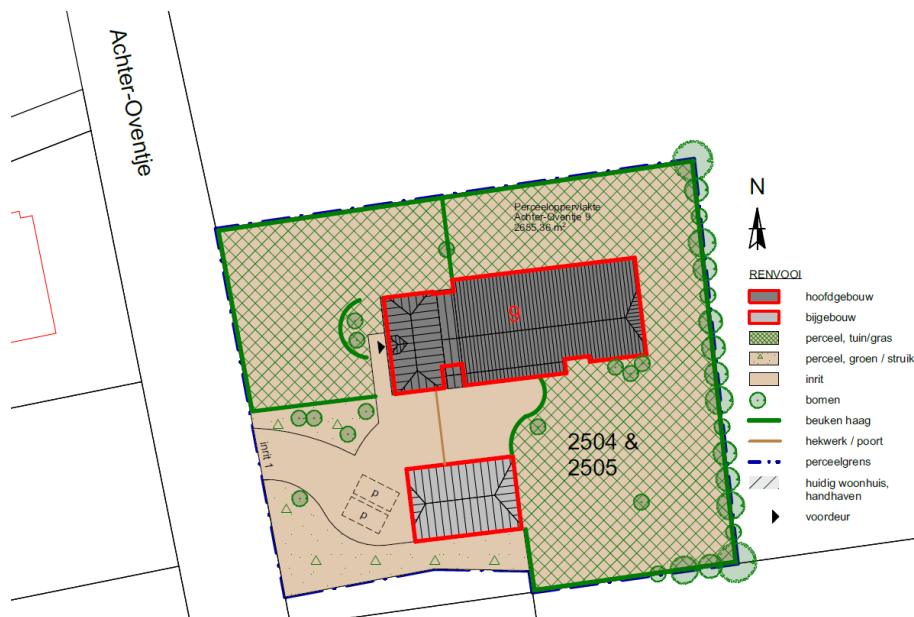 Achter-Oventje
Perceeloppervlakte
Achter-Oventje 9
2655,36 m²
9
inrit 1
P
P
2504 &
2505
N
RENVOOI
hoofdgebouw
bijgebouw
perceel, tuin/gras
perceel, groen / struik
inrit
bomen
beuken haag
hekwerk / poort
perceelgrens
huidig woonhuis,
handhaven
voordeur